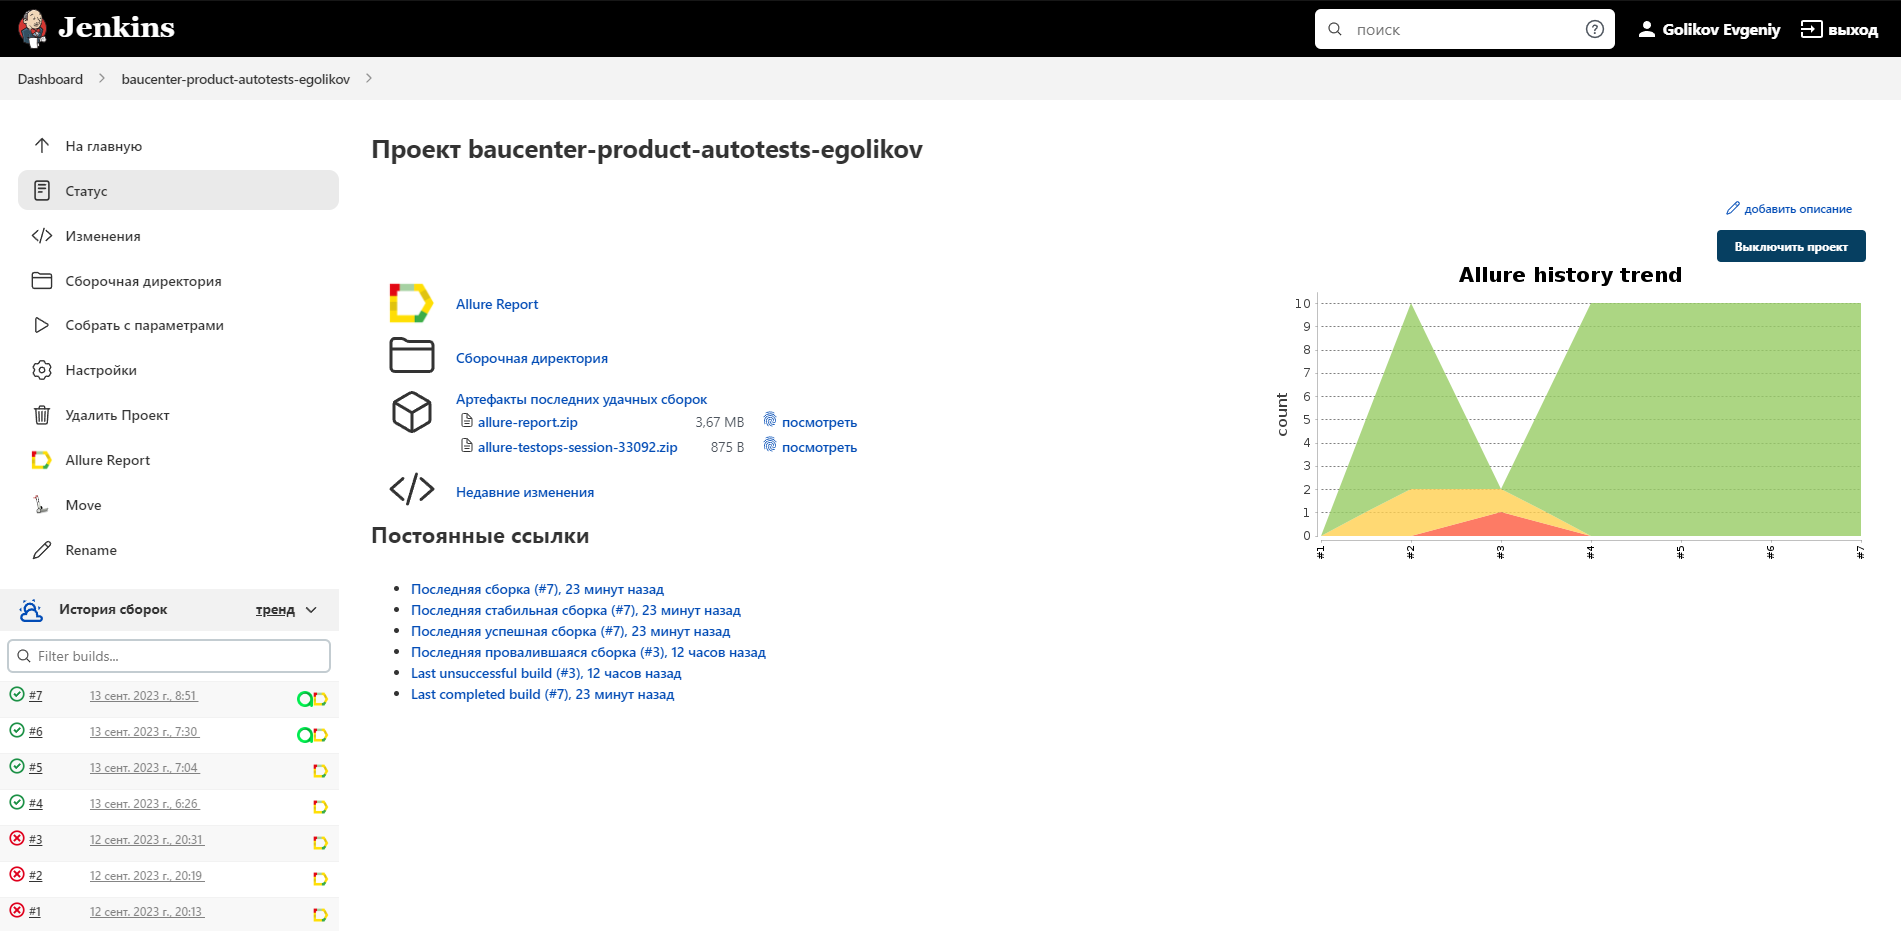 Jenkins
поиск
Golikov Evgeniy
выход
Dashboard
baucenter-product-autotests-egolikov
На главную
Статус
Изменения
Сборочная директория
Собрать с параметрами
Настройки
Удалить Проект
Allure Report
Move
Rename
История сборок
тренд
Filter builds...
#7 13 сент. 2023 г., 8:51
#6 13 сент. 2023 г., 7:30
#5 13 сент. 2023 г., 7:04
#4 13 сент. 2023 г., 6:26
#3 12 сент. 2023 г., 20:31
#2 12 сент. 2023 г., 20:19
#1 12 сент. 2023 г., 20:13
Проект baucenter-product-autotests-egolikov
добавить описание
Выключить проект
Allure Report
Сборочная директория
Артефакты последних удачных сборок
allure-report.zip 3,67 MB посмотреть
allure-testops-session-33092.zip 875 B посмотреть
Недавние изменения
Постоянные ссылки
Последняя сборка (#7), 23 минут назад
Последняя стабильная сборка (#7), 23 минут назад
Последняя успешная сборка (#7), 23 минут назад
Последняя провалившаяся сборка (#3), 12 часов назад
Last unsuccessful build (#3), 12 часов назад
Last completed build (#7), 23 минут назад
Allure history trend
count
10
9
8
7
6
5
4
3
2
1
0
#1 #2 #3 #4 #5 #6 #7